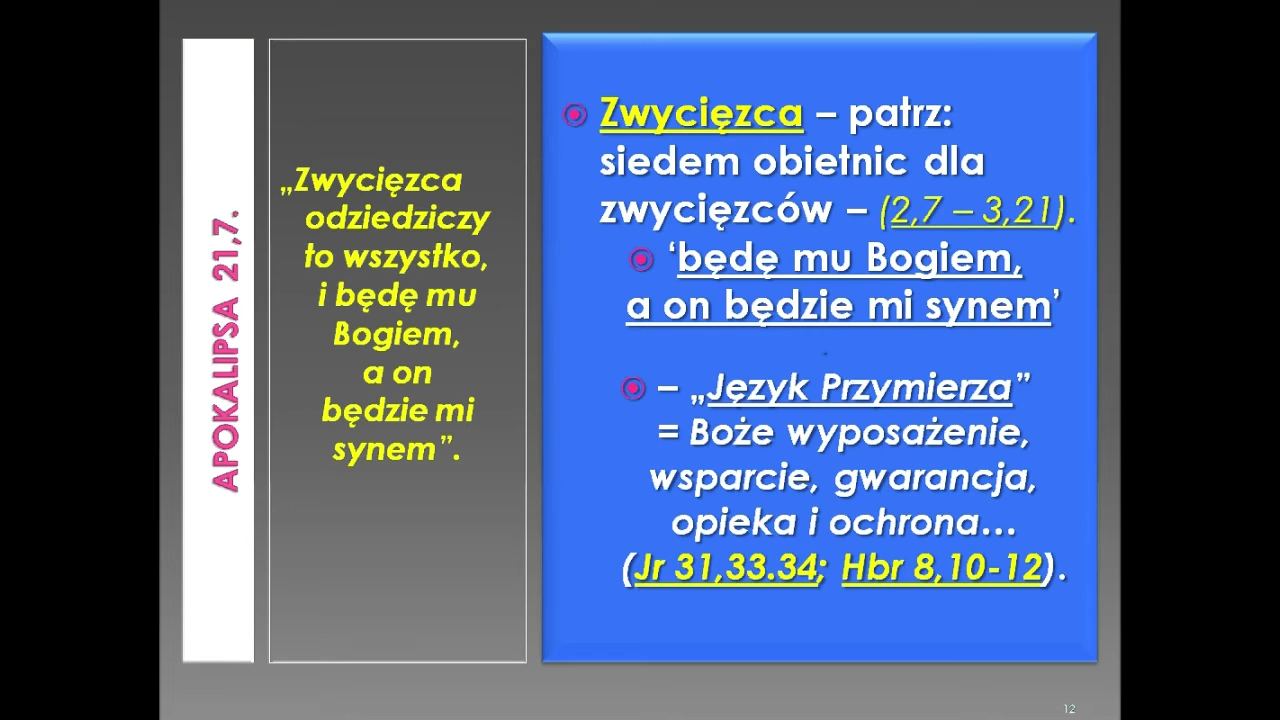 APOKALIPSA 21,7.
„Zwycięzca
odziedziczy
to wszystko,
i będę mu
Bogiem,
a on
będzie mi
synem”.
Zwycięzca – patrz:
siedem obietnic dla
zwycięzców – (2,7 – 3,21).
‘będę mu Bogiem,
a on będzie mi synem’
– „Język Przymierza”
= Boże wyposażenie,
wsparcie, gwarancja,
opieka i ochrona…
(Jr 31,33.34; Hbr 8,10-12).
12